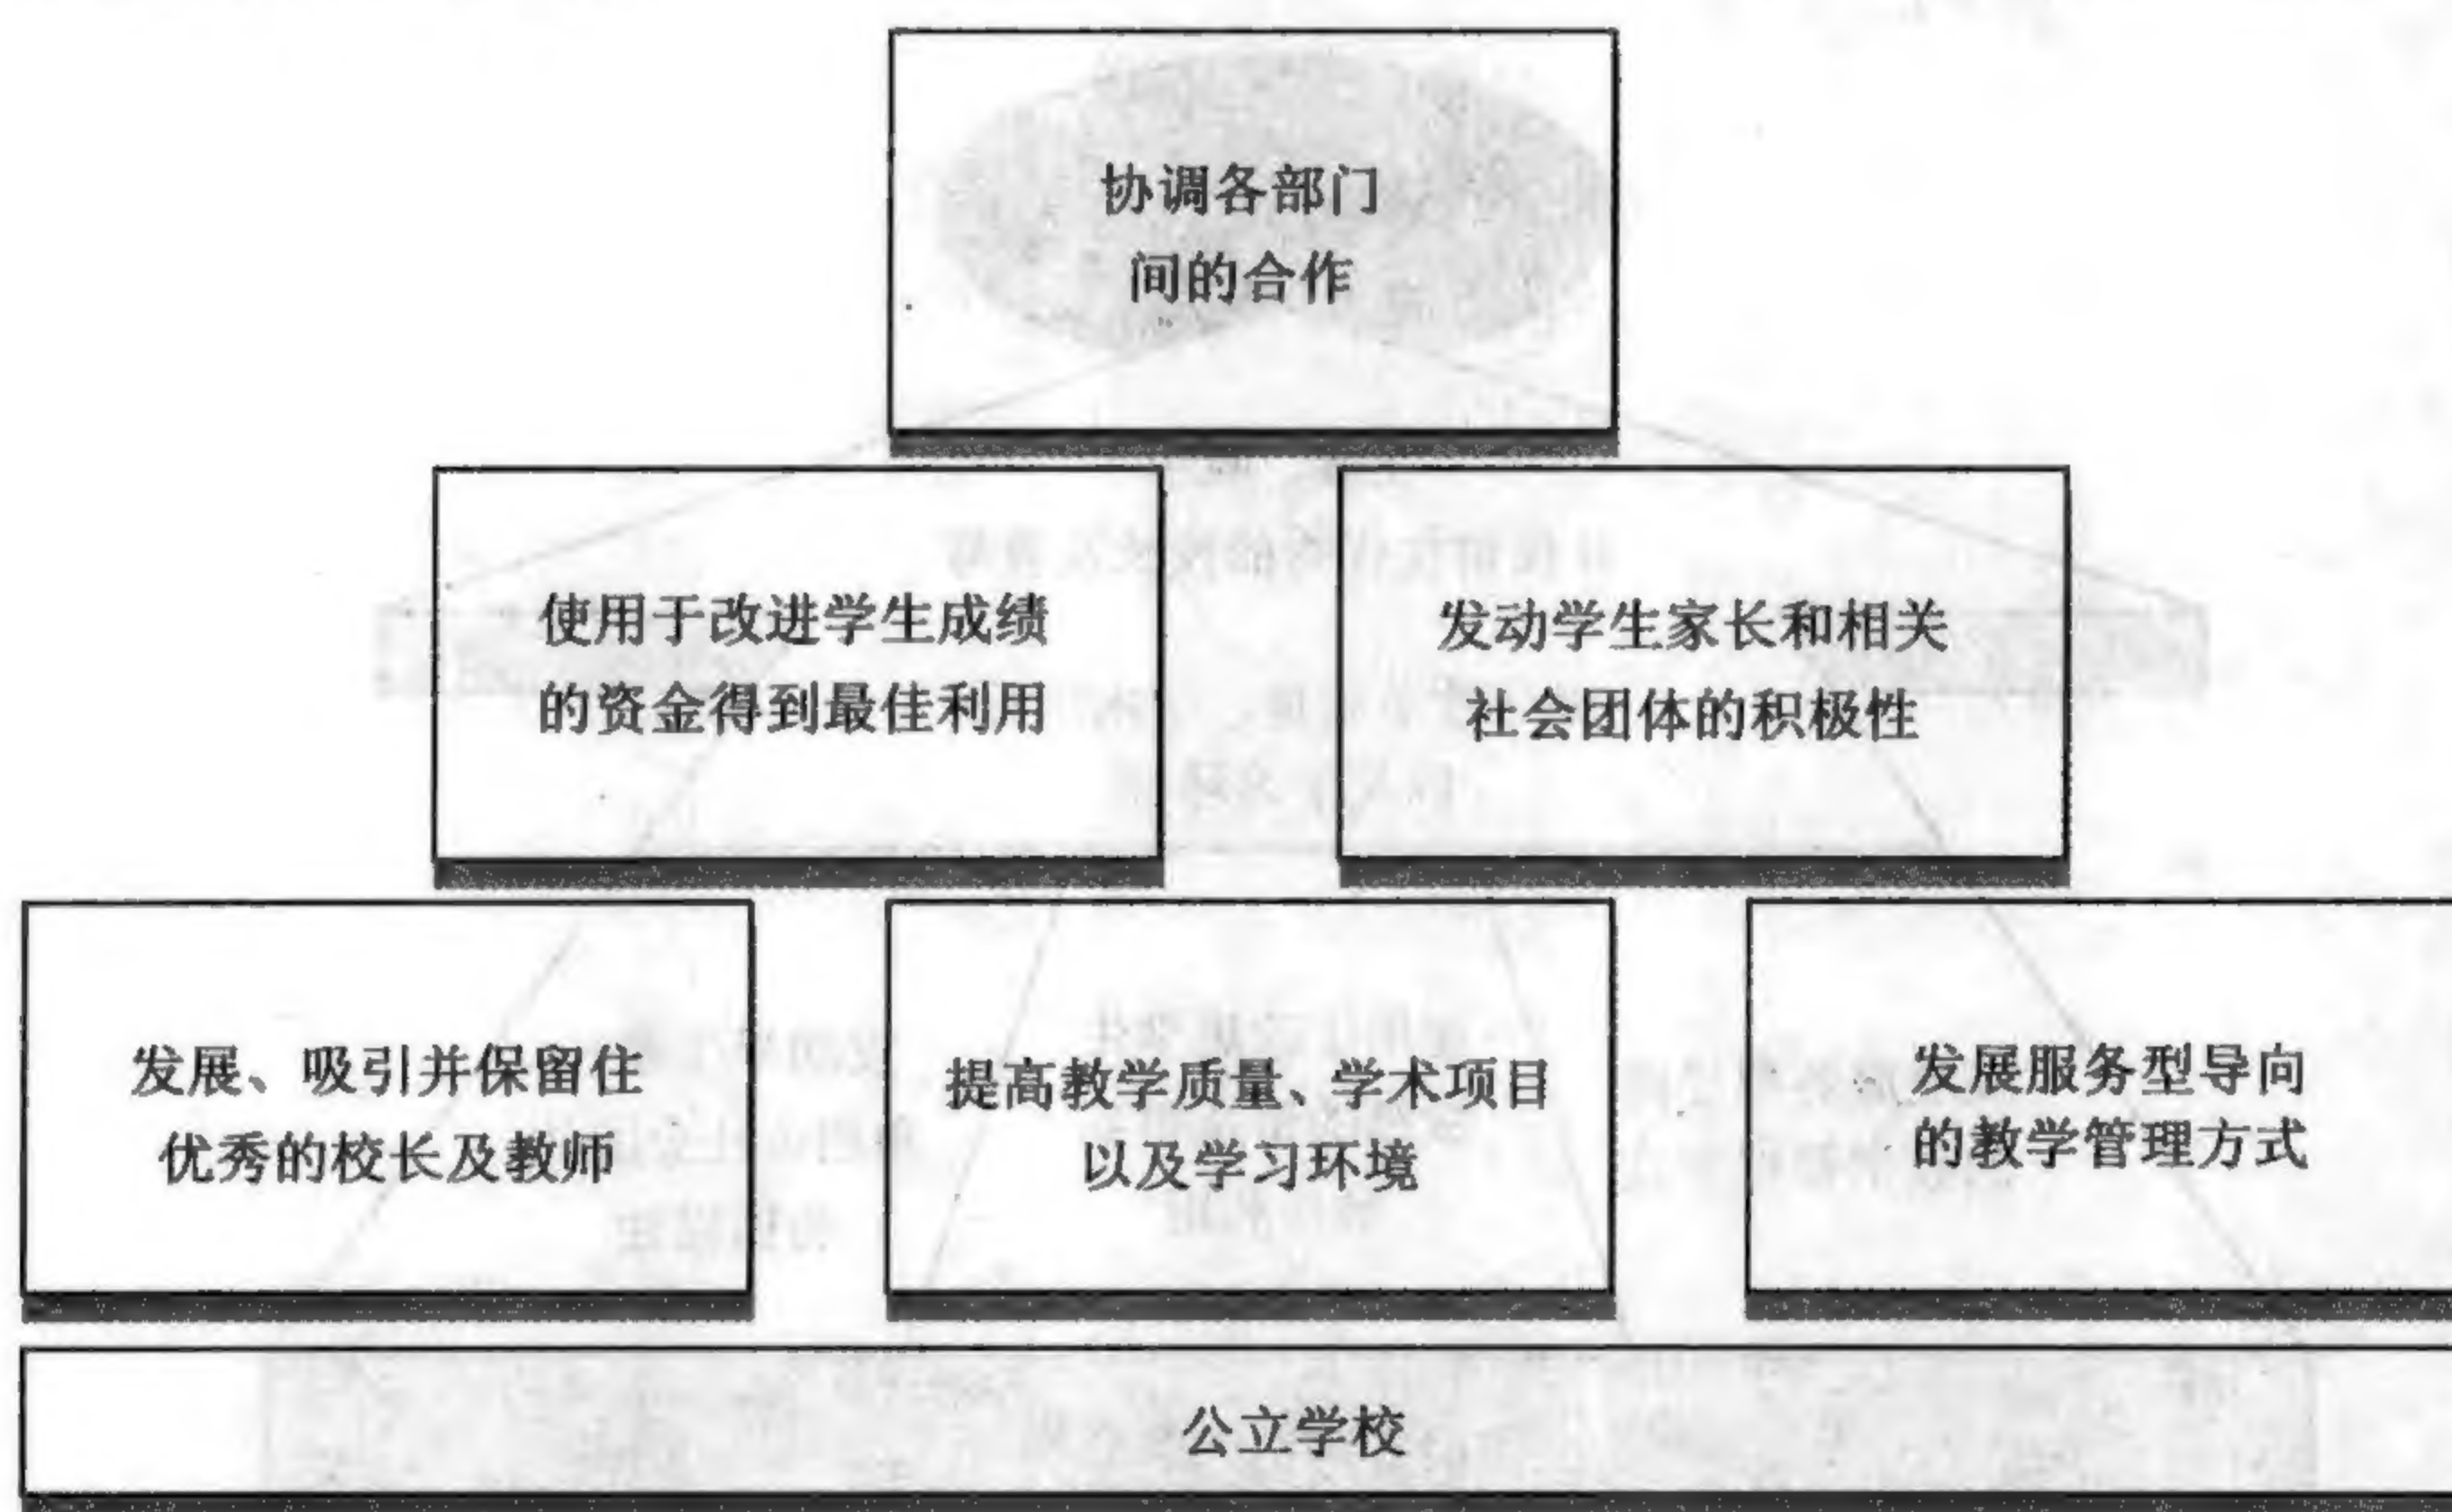 协调各部门
间的合作
使用于改进学生成绩
的资金得到最佳利用
发动学生家长和相关
社会团体的积极性
发展、吸引并保留住
优秀的校长及教师
提高教学质量、学术项目
以及学习环境
发展服务型导向
的教学管理方式
公立学校